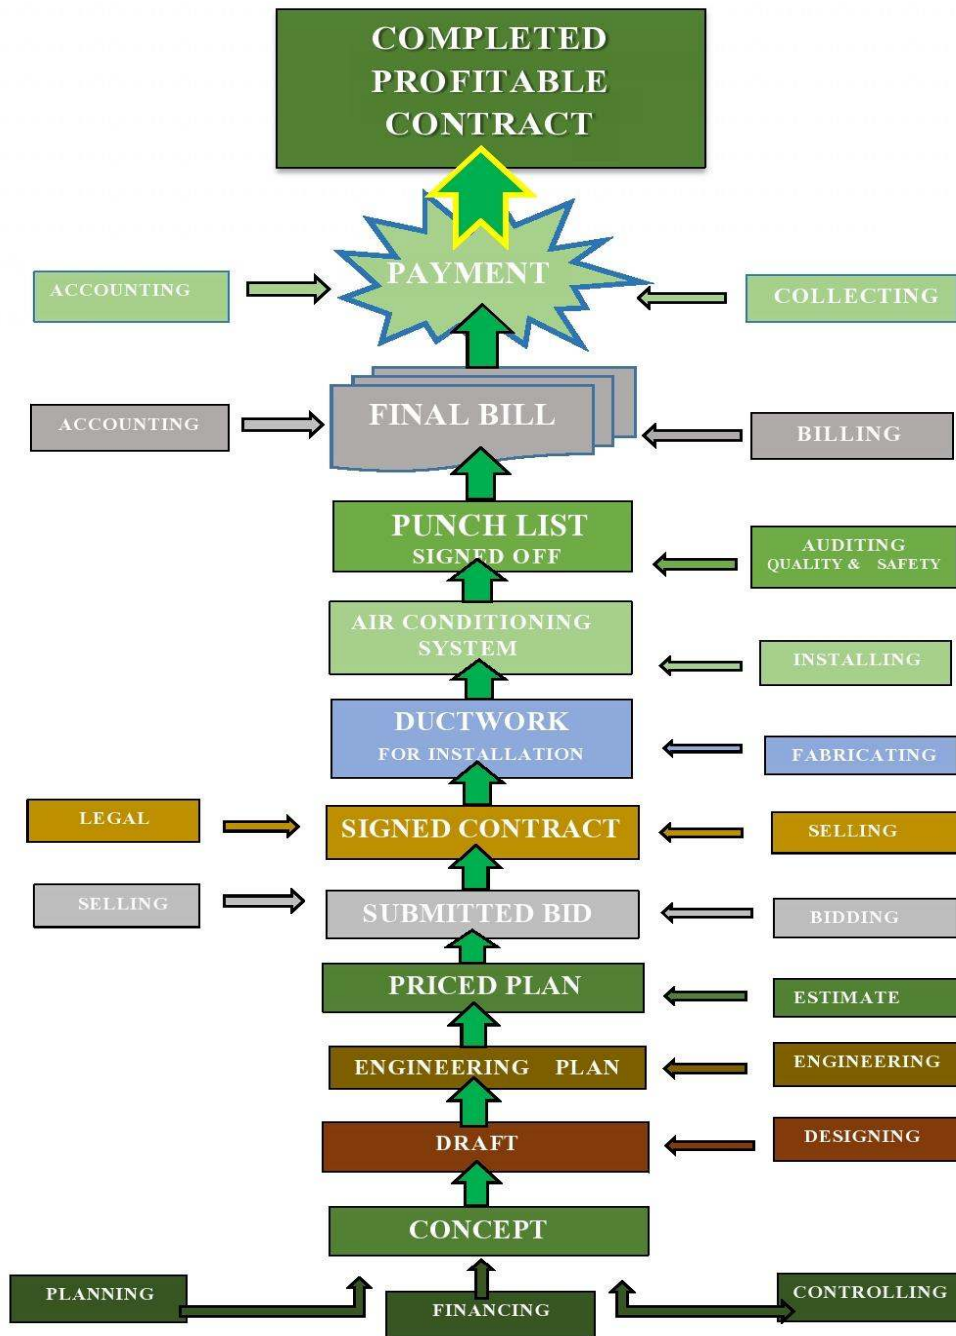 COMPLETED
PROFITABLE
CONTRACT
PAYMENT
ACCOUNTING
COLLECTING
ACCOUNTING
FINAL BILL
BILLING
PUNCH LIST
SIGNED OFF
AUDITING
QUALITY & SAFETY
AIR CONDITIONING
SYSTEM
INSTALLING
DUCTWORK
FOR INSTALLATION
FABRICATING
LEGAL
SIGNED CONTRACT
SELLING
SELLING
SUBMITTED BID
BIDDING
PRICED PLAN
ESTIMATE
ENGINEERING PLAN
ENGINEERING
DRAFT
DESIGNING
CONCEPT
PLANNING
FINANCING
CONTROLLING